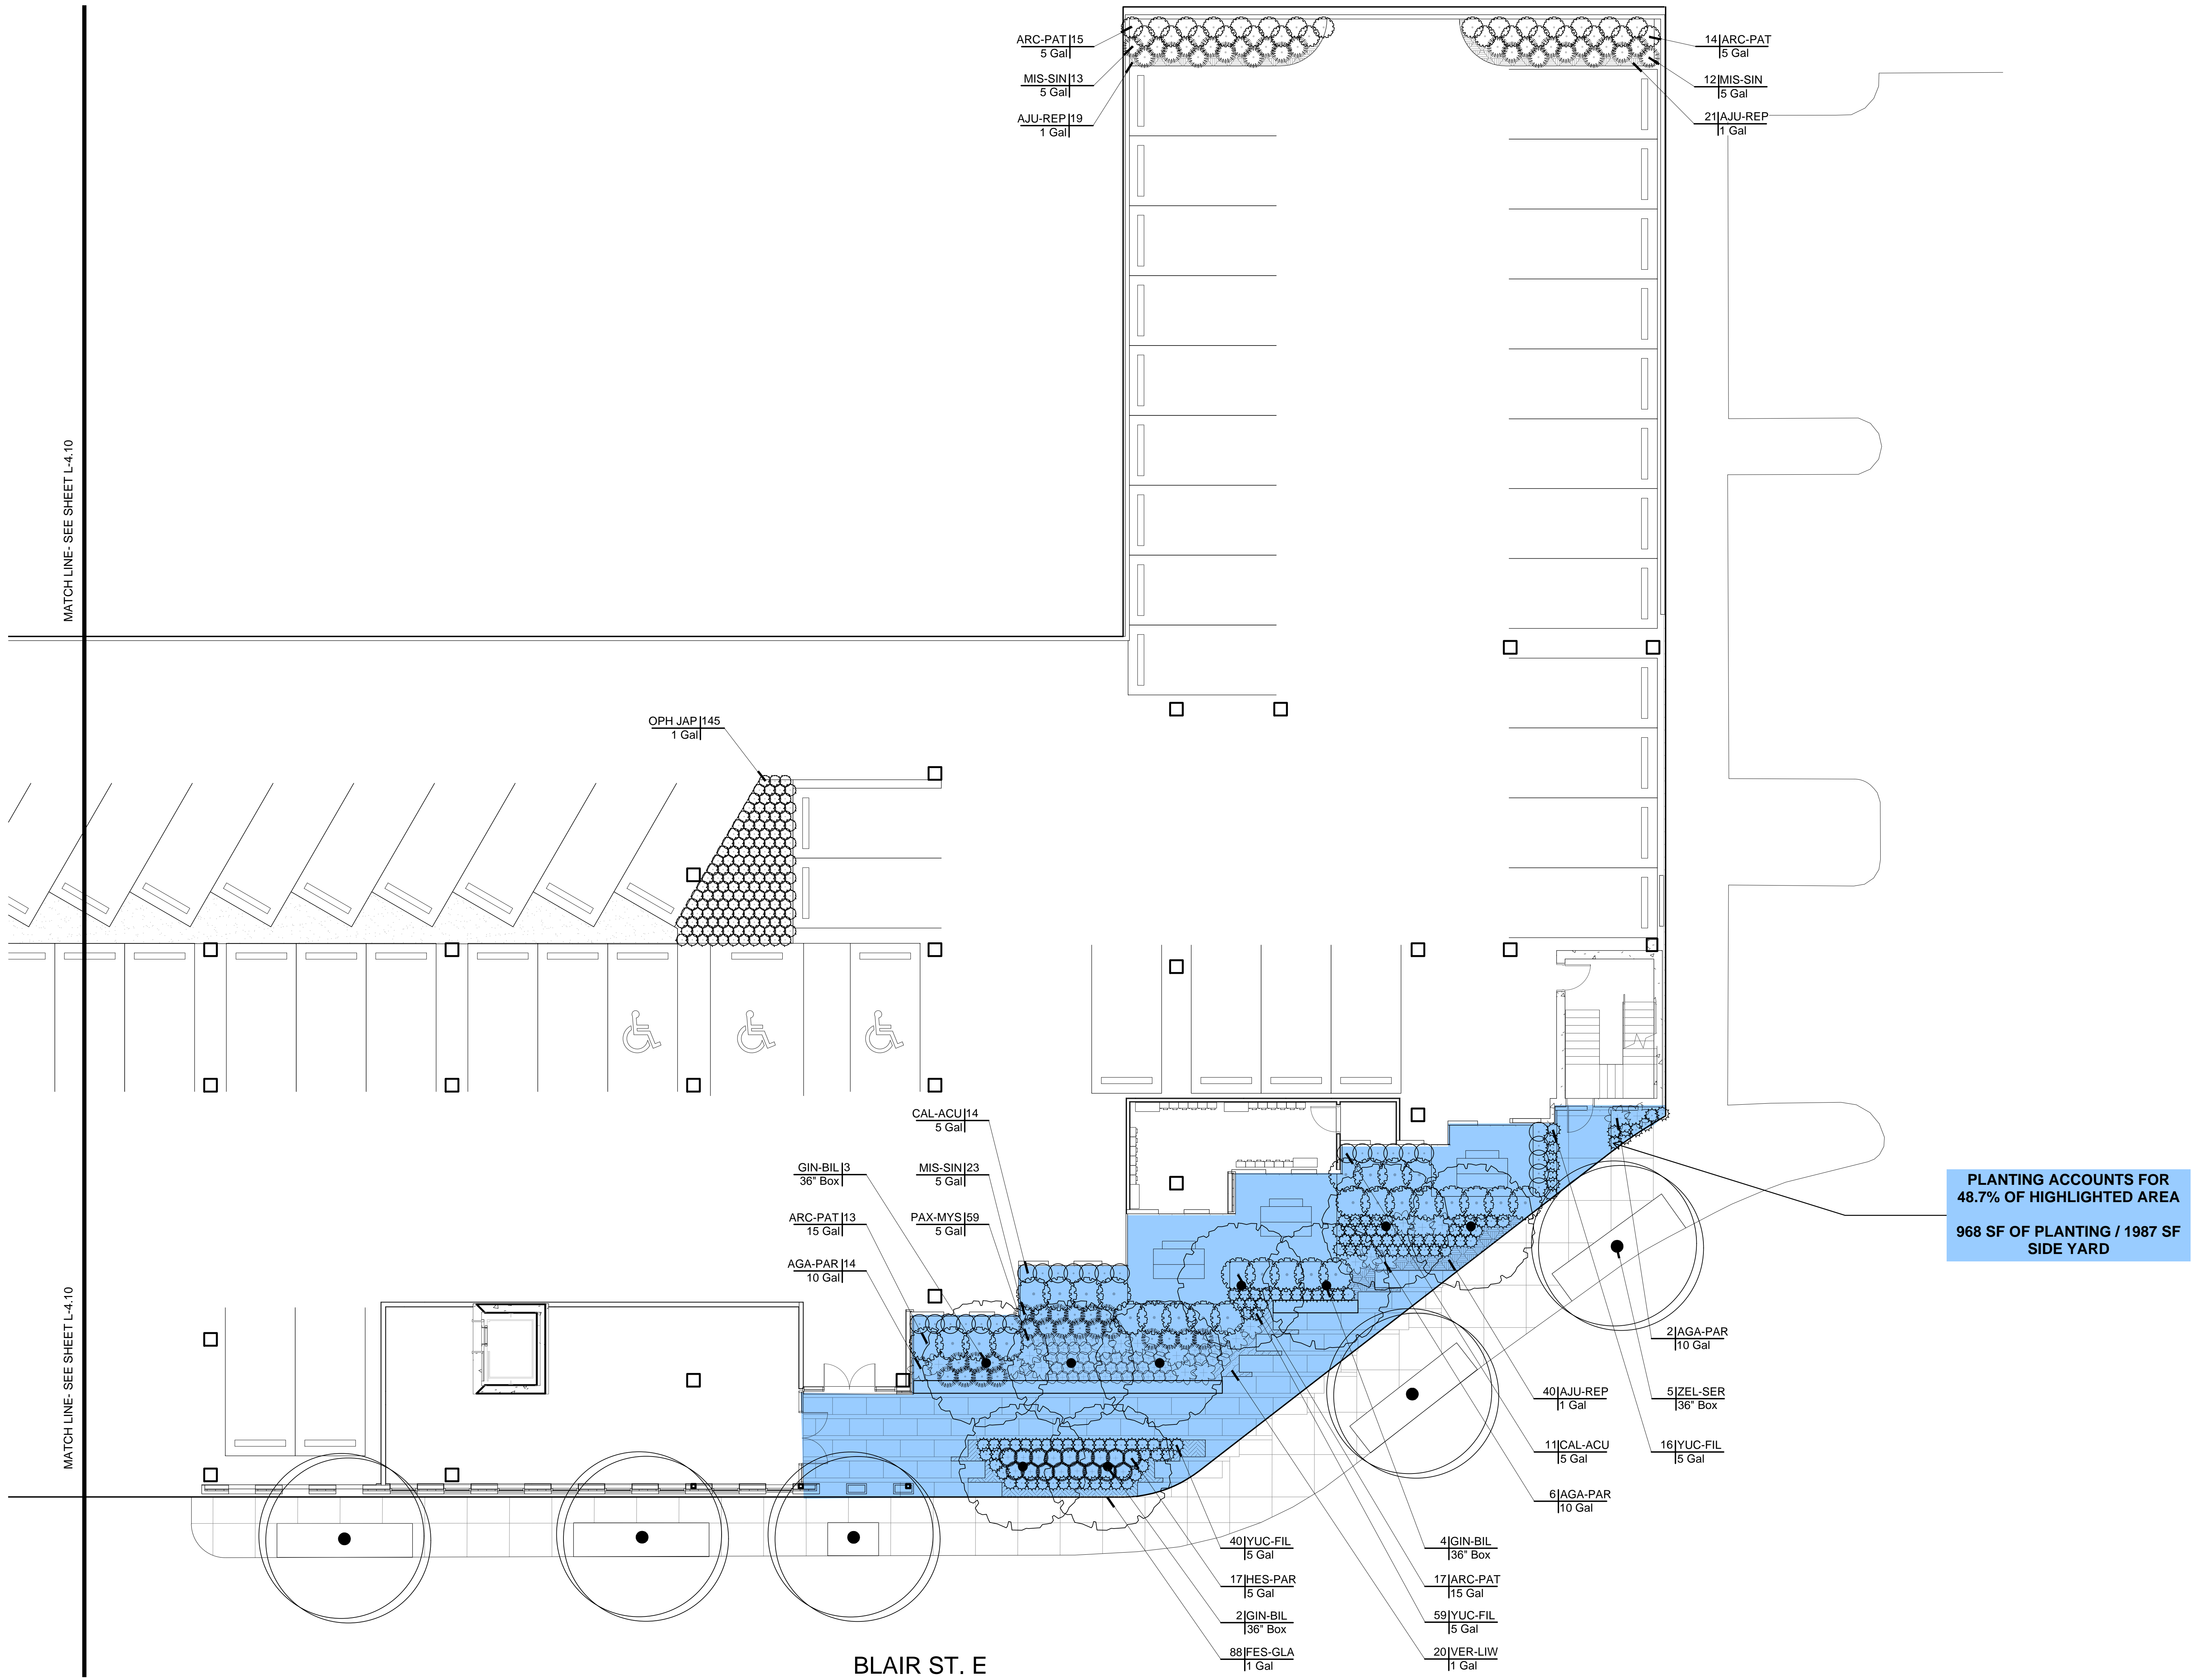 ARC-PAT 15
5 Gal
MIS-SIN 13
5 Gal
AJU-REP 19
1 Gal
14 ARC-PAT
5 Gal
12 MIS-SIN
5 Gal
21 AJU-REP
1 Gal
MATCH LINE- SEE SHEET L-4.10
OPH JAP 145
1 Gal
CAL-ACU 14
5 Gal
GIN-BIL 3
36" Box
MIS-SIN 23
5 Gal
ARC-PAT 13
15 Gal
PAX-MYS 59
5 Gal
AGA-PAR 14
10 Gal
PLANTING ACCOUNTS FOR
48.7% OF HIGHLIGHTED AREA
968 SF OF PLANTING / 1987 SF
SIDE YARD
MATCH LINE- SEE SHEET L-4.10
2 AGA-PAR
10 Gal
40 AJU-REP
1 Gal
5 ZEL-SER
36" Box
11 CAL-ACU
5 Gal
16 YUC-FIL
5 Gal
6 AGA-PAR
10 Gal
40 YUC-FIL
5 Gal
4 GIN-BIL
36" Box
17 HES-PAR
5 Gal
17 ARC-PAT
15 Gal
2 GIN-BIL
36" Box
59 YUC-FIL
5 Gal
88 FES-GLA
1 Gal
20 VER-LIW
1 Gal
BLAIR ST. E